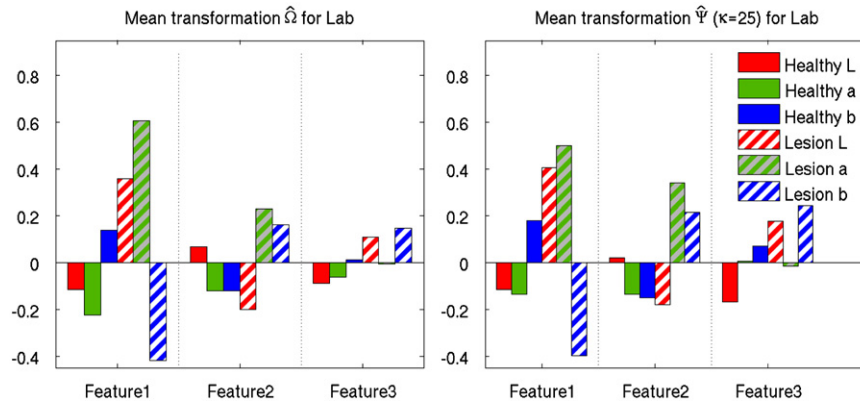 Mean transformation Ω̂ for Lab
0.8
0.6
0.4
0.2
0
-0.2
-0.4
Feature1 Feature2 Feature3
Mean transformation Ψ̂ (κ=25) for Lab
0.8
0.6
0.4
0.2
0
-0.2
-0.4
Healthy L
Healthy a
Healthy b
Lesion L
Lesion a
Lesion b
Feature1 Feature2 Feature3